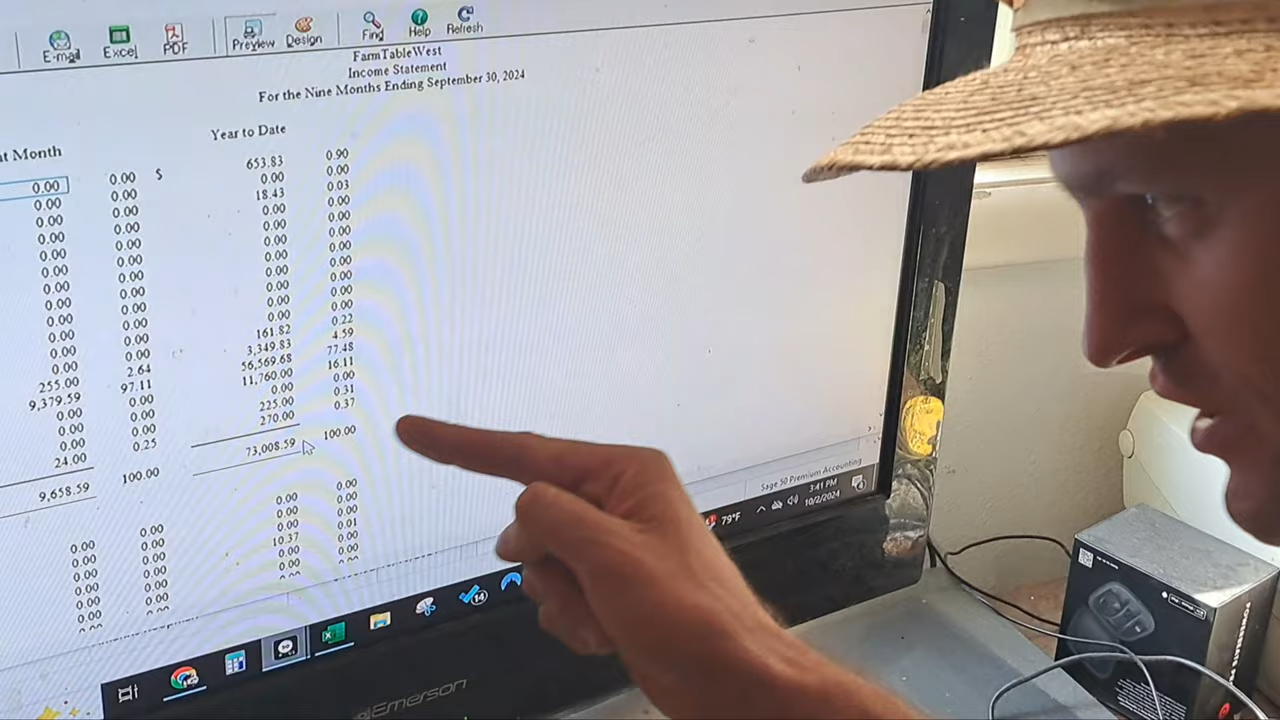 E-mail Excel PDF Preview Design Find Help Refresh
FarmTableWest
Income Statement
For the Nine Months Ending September 30, 2024
Month Year to Date
0.00 0.00 $ 653.83 0.90
0.00 0.00 0.00 0.00
0.00 0.00 18.43 0.03
0.00 0.00 0.00 0.00
0.00 0.00 0.00 0.00
0.00 0.00 0.00 0.00
0.00 0.00 0.00 0.00
0.00 0.00 0.00 0.00
0.00 0.00 0.00 0.00
0.00 0.00 0.00 0.00
0.00 0.00 161.82 0.22
0.00 0.00 3,349.83 4.59
255.00 2.64 56,569.68 77.48
9,379.59 97.11 11,760.00 16.11
0.00 0.00 0.00 0.00
0.00 0.00 225.00 0.31
24.00 0.25 270.00 0.37
9,658.59 100.00 73,008.59 100.00
0.00 0.00 0.00 0.00
0.00 0.00 0.00 0.00
0.00 0.00 0.00 0.00
0.00 0.00 10.37 0.01
0.00 0.00 0.00 0.00
Sage 50 Premium Accounting
79°F 3:41 PM
10/2/2024
14
4
Emerson